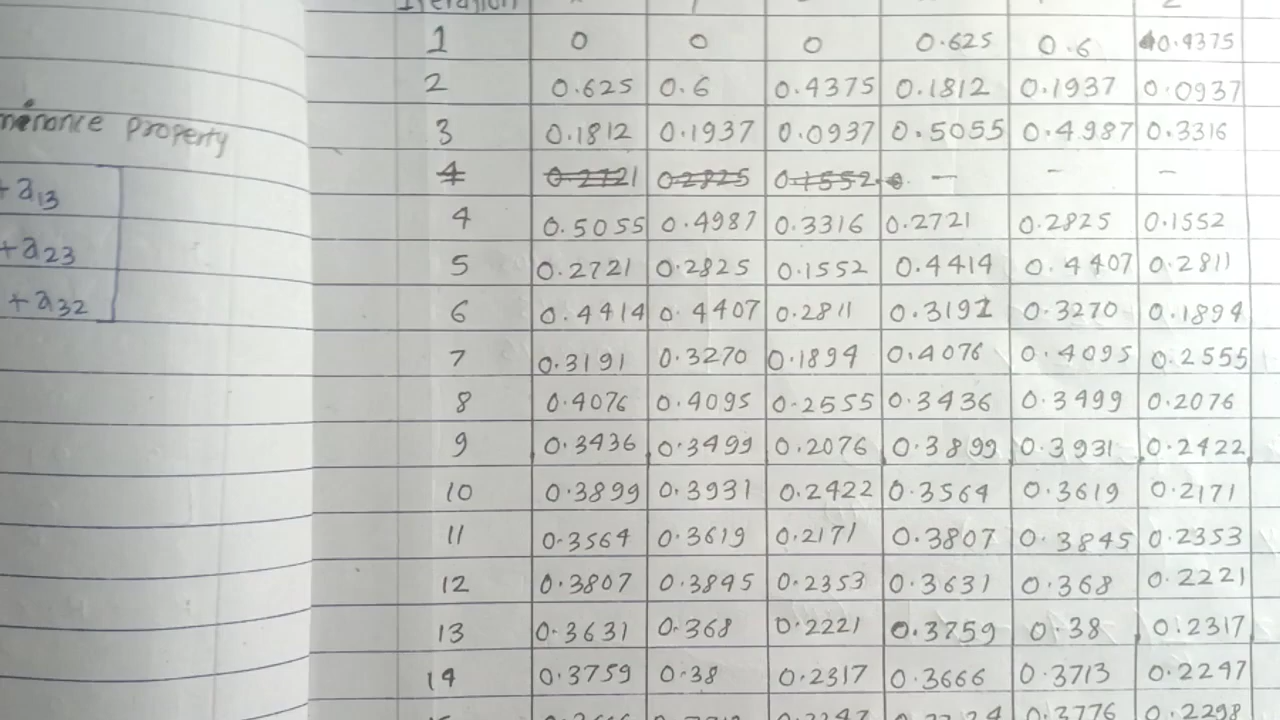 Iteration
1 0 0 0 0.625 0.6 0.4375
2 0.625 0.6 0.4375 0.1812 0.1937 0.0937
3 0.1812 0.1937 0.0937 0.5055 0.4987 0.3316
4 0.2721 0.2825 0.1552 0. — — —
4 0.5055 0.4987 0.3316 0.2721 0.2825 0.1552
5 0.2721 0.2825 0.1552 0.4414 0.4407 0.2811
6 0.4414 0.4407 0.2811 0.3191 0.3270 0.1894
7 0.3191 0.3270 0.1894 0.4076 0.4095 0.2555
8 0.4076 0.4095 0.2555 0.3436 0.3499 0.2076
9 0.3436 0.3499 0.2076 0.3899 0.3931 0.2422
10 0.3899 0.3931 0.2422 0.3564 0.3619 0.2171
11 0.3564 0.3619 0.2171 0.3807 0.3845 0.2353
12 0.3807 0.3845 0.2353 0.3631 0.368 0.2221
13 0.3631 0.368 0.2221 0.3759 0.38 0.2317
14 0.3759 0.38 0.2317 0.3666 0.3713 0.2247
0.3776 0.2298
property
+a13
+a23
+a32